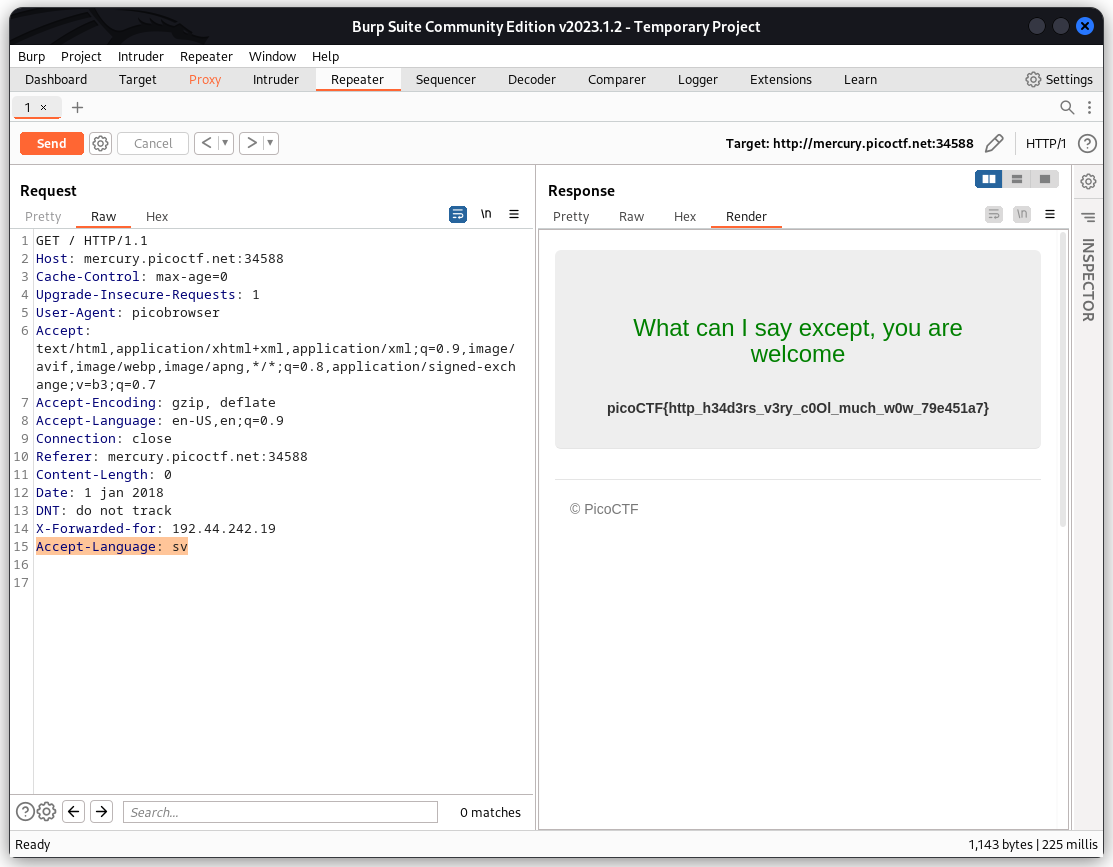 Burp Suite Community Edition v2023.1.2 - Temporary Project
Burp Project Intruder Repeater Window Help
Dashboard Target Proxy Intruder Repeater Sequencer Decoder Comparer Logger Extensions Learn Settings
1 × +
Send Cancel < > Target: http://mercury.picoctf.net:34588 HTTP/1 ?
Request
Pretty Raw Hex \n
1 GET / HTTP/1.1
2 Host: mercury.picoctf.net:34588
3 Cache-Control: max-age=0
4 Upgrade-Insecure-Requests: 1
5 User-Agent: picobrowser
6 Accept:
text/html,application/xhtml+xml,application/xml;q=0.9,image/
avif,image/webp,image/apng,*/*;q=0.8,application/signed-exch
ange;v=b3;q=0.7
7 Accept-Encoding: gzip, deflate
8 Accept-Language: en-US,en;q=0.9
9 Connection: close
10 Referer: mercury.picoctf.net:34588
11 Content-Length: 0
12 Date: 1 jan 2018
13 DNT: do not track
14 X-Forwarded-for: 192.44.242.19
15 Accept-Language: sv
16
17
Search...
0 matches
Response
Pretty Raw Hex Render \n
What can I say except, you are
welcome
picoCTF{http_h34d3rs_v3ry_c0Ol_much_w0w_79e451a7}
© PicoCTF
INSPECTOR
Ready
1,143 bytes | 225 millis